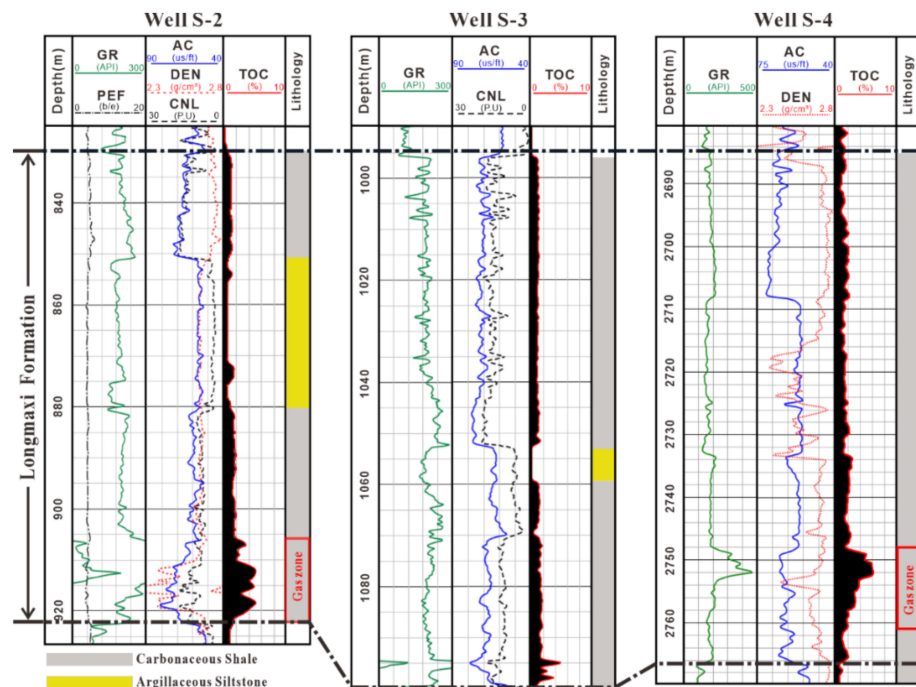 Well S-2
Well S-3
Well S-4
Depth(m)
GR
0 (API) 300
PEF
0 (b/e) 20
AC
90 (us/ft) 40
DEN
2.3 (g/cm³) 2.8
CNL
30 (P.U) 0
TOC
0 (%) 10
Lithology
Depth(m)
GR
0 (API) 300
AC
90 (us/ft) 40
CNL
30 (P.U) 0
TOC
0 (%) 10
Lithology
Depth(m)
GR
0 (API) 500
AC
75 (us/ft) 40
DEN
2.3 (g/cm³) 2.8
TOC
0 (%) 10
Lithology
Longmaxi Formation
840
860
880
900
920
Gas zone
1000
1020
1040
1060
1080
2690
2700
2710
2720
2730
2740
2750
2760
Gas zone
Carbonaceous Shale
Argillaceous Siltstone